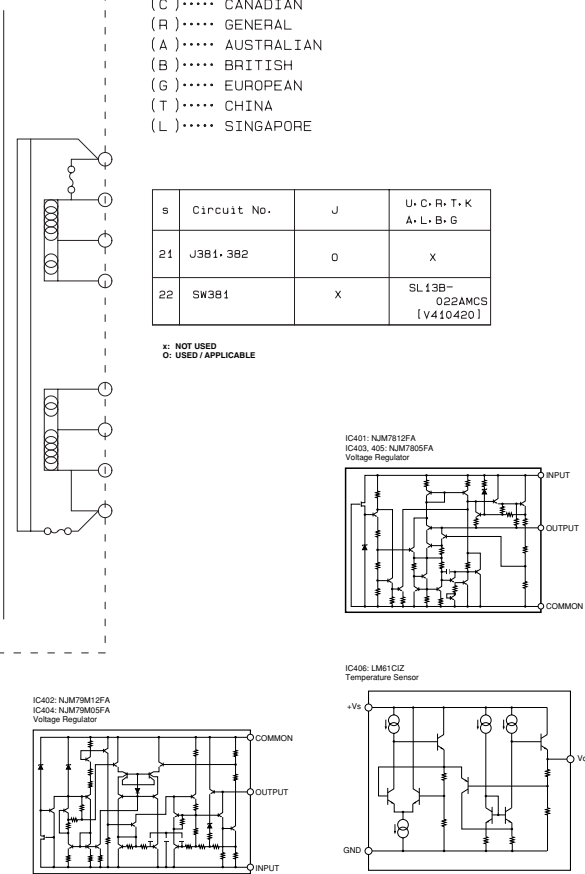 (C)····· CANADIAN
(R)····· GENERAL
(A)····· AUSTRALIAN
(B)····· BRITISH
(G)····· EUROPEAN
(T)····· CHINA
(L)····· SINGAPORE
s Circuit No. J U, C, R, T, K
A, L, B, G
21 J381, 382 O X
22 SW381 X SL13B-
022AMCS
[V410420]
x: NOT USED
O: USED / APPLICABLE
IC401: NJM7812FA
IC403, 405: NJM7805FA
Voltage Regulator
INPUT
OUTPUT
COMMON
IC406: LM61CIZ
Temperature Sensor
+Vs
GND
IC402: NJM79M12FA
IC404: NJM79M05FA
Voltage Regulator
COMMON
OUTPUT
INPUT